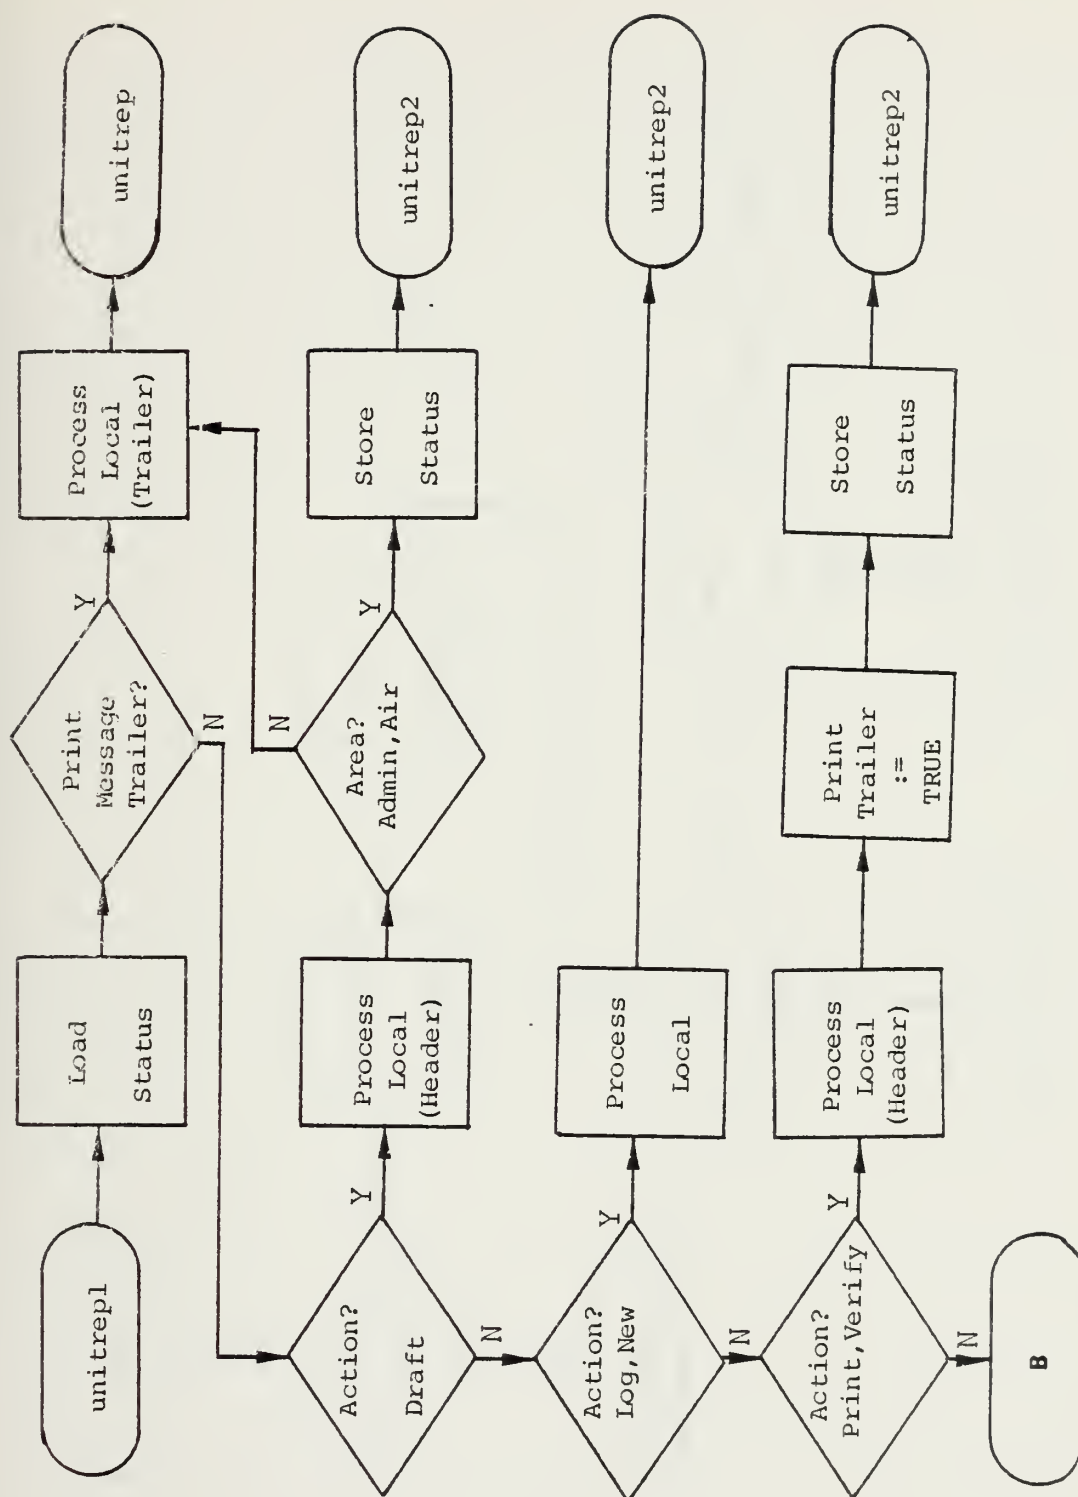 unitrep1
Load
Status
Print
Message
Trailer?
Y
N
Process
Local
(Trailer)
unitrep
Action?
Draft
Y
N
Process
Local
(Header)
Area?
Admin,Air
Y
N
Store
Status
unitrep2
Action?
Log,New
Y
N
Process
Local
unitrep2
Action?
Print,Verify
Y
N
Process
Local
(Header)
Print
Trailer
:=
TRUE
Store
Status
unitrep2
B